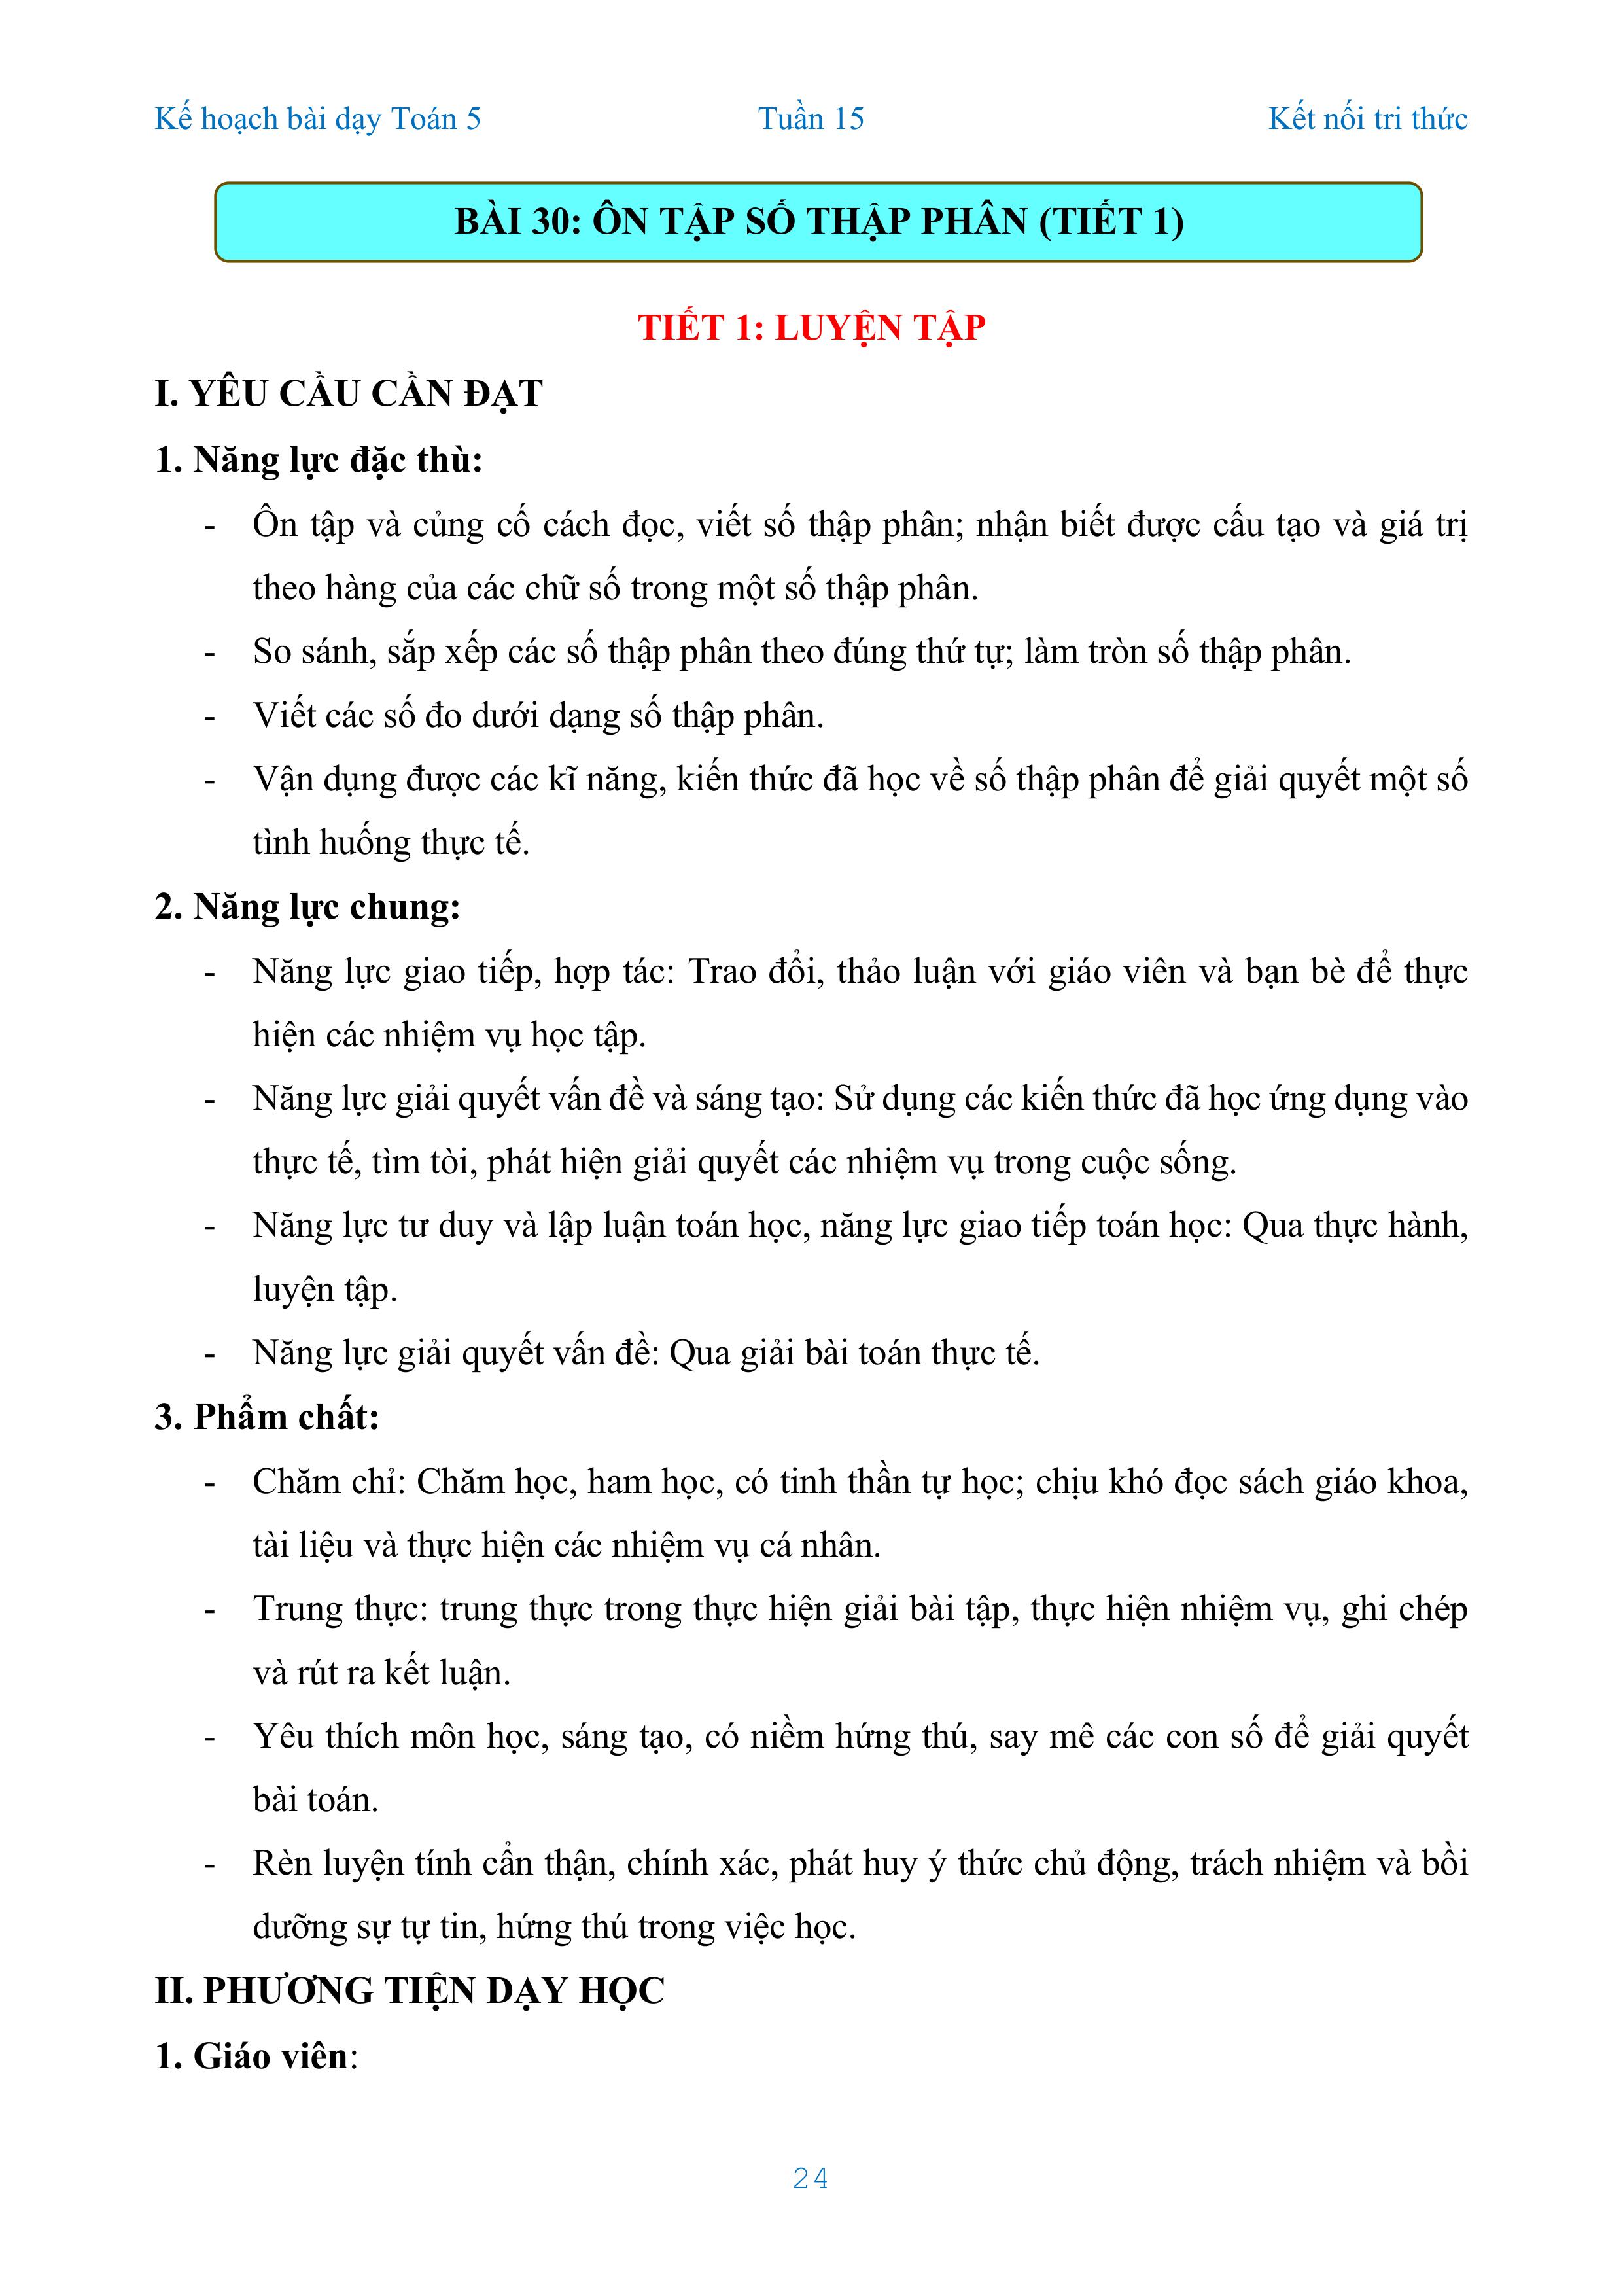 Kế hoạch bài dạy Toán 5 Tuần 15 Kết nối tri thức
BÀI 30: ÔN TẬP SỐ THẬP PHÂN (TIẾT 1)
TIẾT 1: LUYỆN TẬP
I. YÊU CẦU CẦN ĐẠT
1. Năng lực đặc thù:
- Ôn tập và củng cố cách đọc, viết số thập phân; nhận biết được cấu tạo và giá trị
theo hàng của các chữ số trong một số thập phân.
- So sánh, sắp xếp các số thập phân theo đúng thứ tự; làm tròn số thập phân.
- Viết các số đo dưới dạng số thập phân.
- Vận dụng được các kĩ năng, kiến thức đã học về số thập phân để giải quyết một số
tình huống thực tế.
2. Năng lực chung:
- Năng lực giao tiếp, hợp tác: Trao đổi, thảo luận với giáo viên và bạn bè để thực
hiện các nhiệm vụ học tập.
- Năng lực giải quyết vấn đề và sáng tạo: Sử dụng các kiến thức đã học ứng dụng vào
thực tế, tìm tòi, phát hiện giải quyết các nhiệm vụ trong cuộc sống.
- Năng lực tư duy và lập luận toán học, năng lực giao tiếp toán học: Qua thực hành,
luyện tập.
- Năng lực giải quyết vấn đề: Qua giải bài toán thực tế.
3. Phẩm chất:
- Chăm chỉ: Chăm học, ham học, có tinh thần tự học; chịu khó đọc sách giáo khoa,
tài liệu và thực hiện các nhiệm vụ cá nhân.
- Trung thực: trung thực trong thực hiện giải bài tập, thực hiện nhiệm vụ, ghi chép
và rút ra kết luận.
- Yêu thích môn học, sáng tạo, có niềm hứng thú, say mê các con số để giải quyết
bài toán.
- Rèn luyện tính cẩn thận, chính xác, phát huy ý thức chủ động, trách nhiệm và bồi
dưỡng sự tự tin, hứng thú trong việc học.
II. PHƯƠNG TIỆN DẠY HỌC
1. Giáo viên:
24